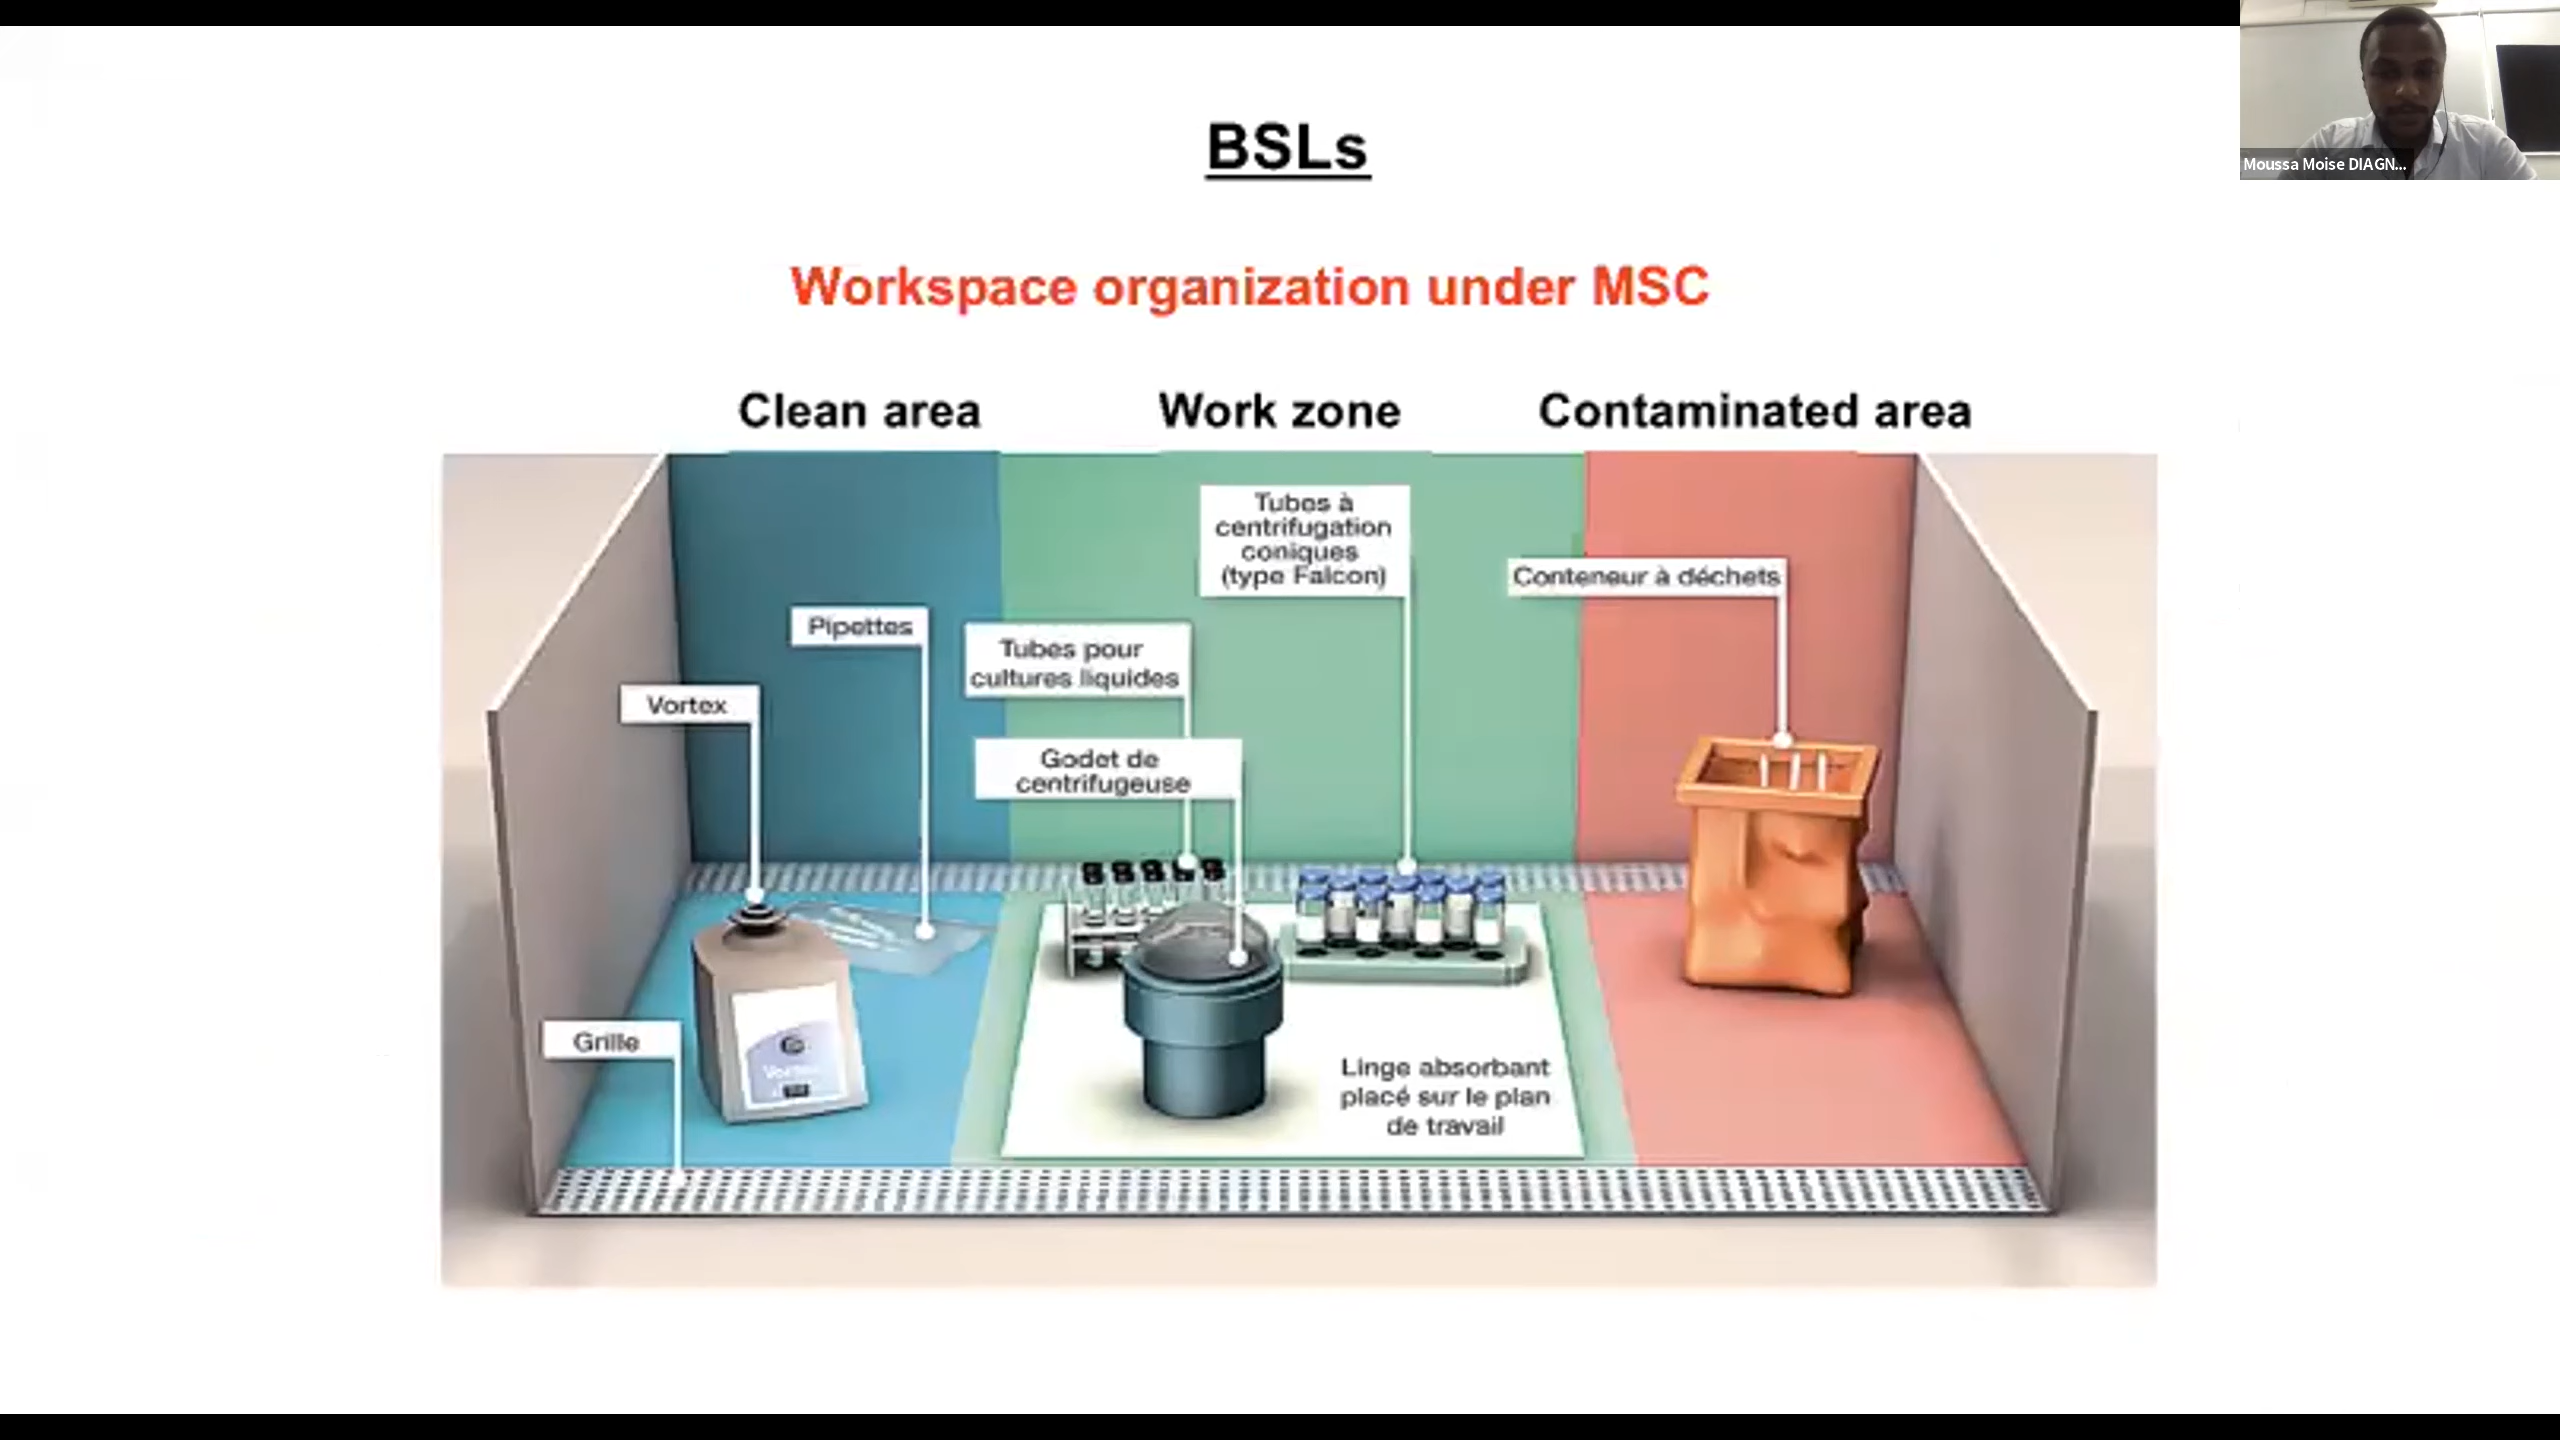 BSLs
Workspace organization under MSC
Clean area
Work zone
Contaminated area
Tubes à
centrifugation
coniques
(type Falcon)
Conteneur à déchets
Pipettes
Tubes pour
cultures liquides
Vortex
Godet de
centrifugeuse
Grille
Vortex
Linge absorbant
placé sur le plan
de travail
Moussa Moise DIAGN...